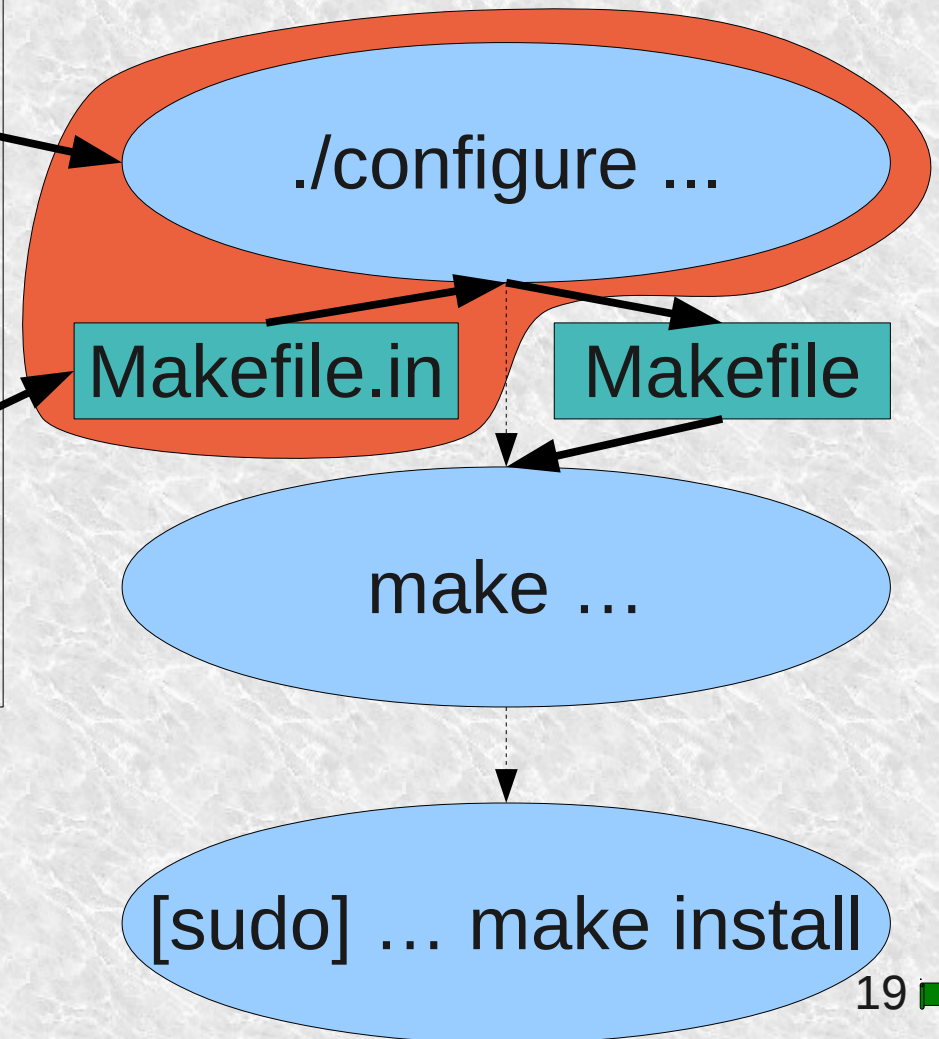 ./configure ...
Makefile.in
Makefile
make …
[sudo] … make install
19